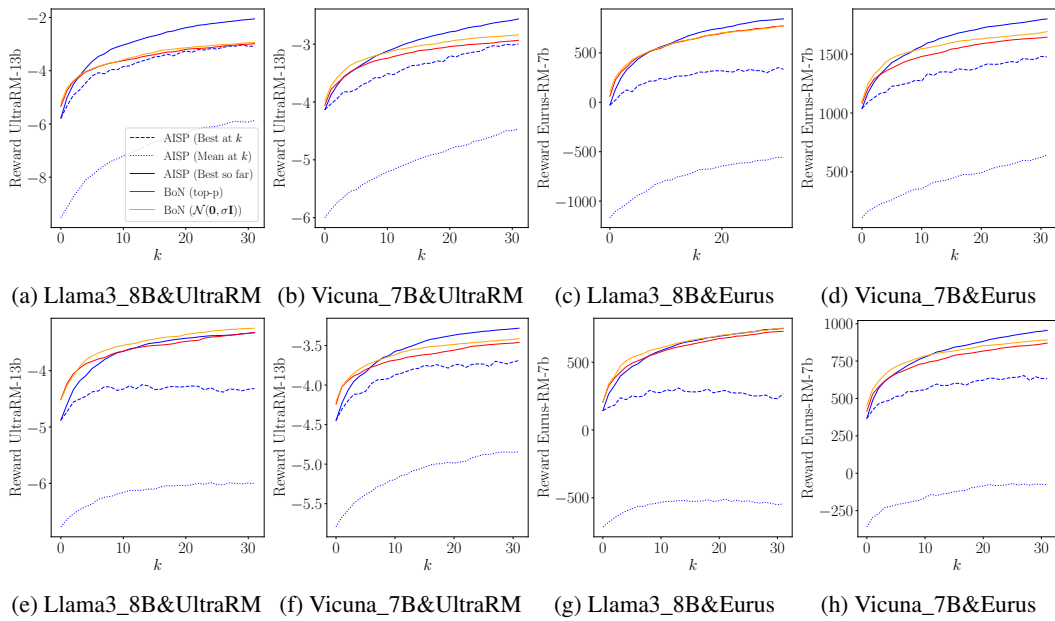 −2
−4
−6
−8
0
10
20
30
k
Reward UltraRM-13b
AISP (Best at k
AISP (Mean at k)
AISP (Best so far)
BoN (top-p)
BoN (𝒩(𝟎, σ𝐈))
(a) Llama3_8B&UltraRM
−3
−4
−5
−6
0
10
20
30
k
Reward UltraRM-13b
(b) Vicuna_7B&UltraRM
500
0
−500
−1000
0
20
k
Reward Eurus-RM-7b
(c) Llama3_8B&Eurus
1500
1000
500
0
10
20
30
k
Reward Eurus-RM-7b
(d) Vicuna_7B&Eurus
−4
−5
−6
0
10
20
30
k
Reward UltraRM-13b
(e) Llama3_8B&UltraRM
−3.5
−4.0
−4.5
−5.0
−5.5
0
10
20
30
k
Reward UltraRM-13b
(f) Vicuna_7B&UltraRM
500
0
−500
0
10
20
30
k
Reward Eurus-RM-7b
(g) Llama3_8B&Eurus
1000
750
500
250
0
−250
0
10
20
30
k
Reward Eurus-RM-7b
(h) Vicuna_7B&Eurus